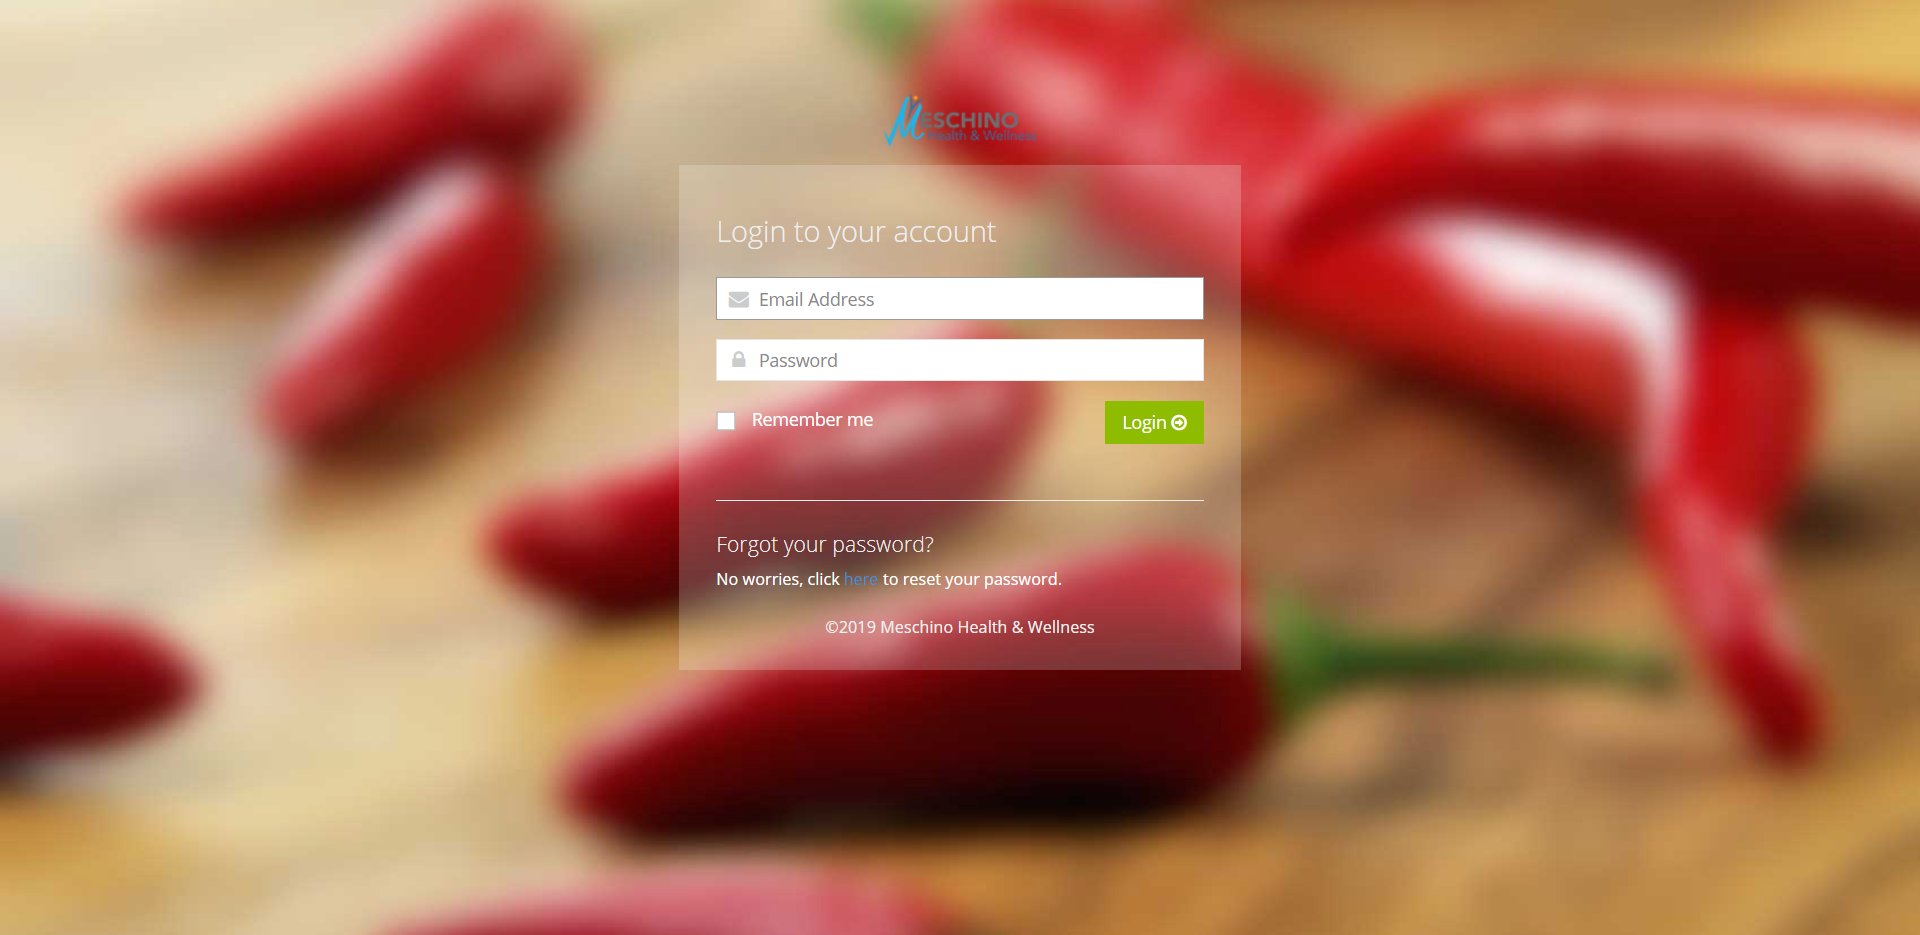 MESCHINO
Health & Wellness
Login to your account
Email Address
Password
Remember me
Login
Forgot your password?
No worries, click here to reset your password.
©2019 Meschino Health & Wellness